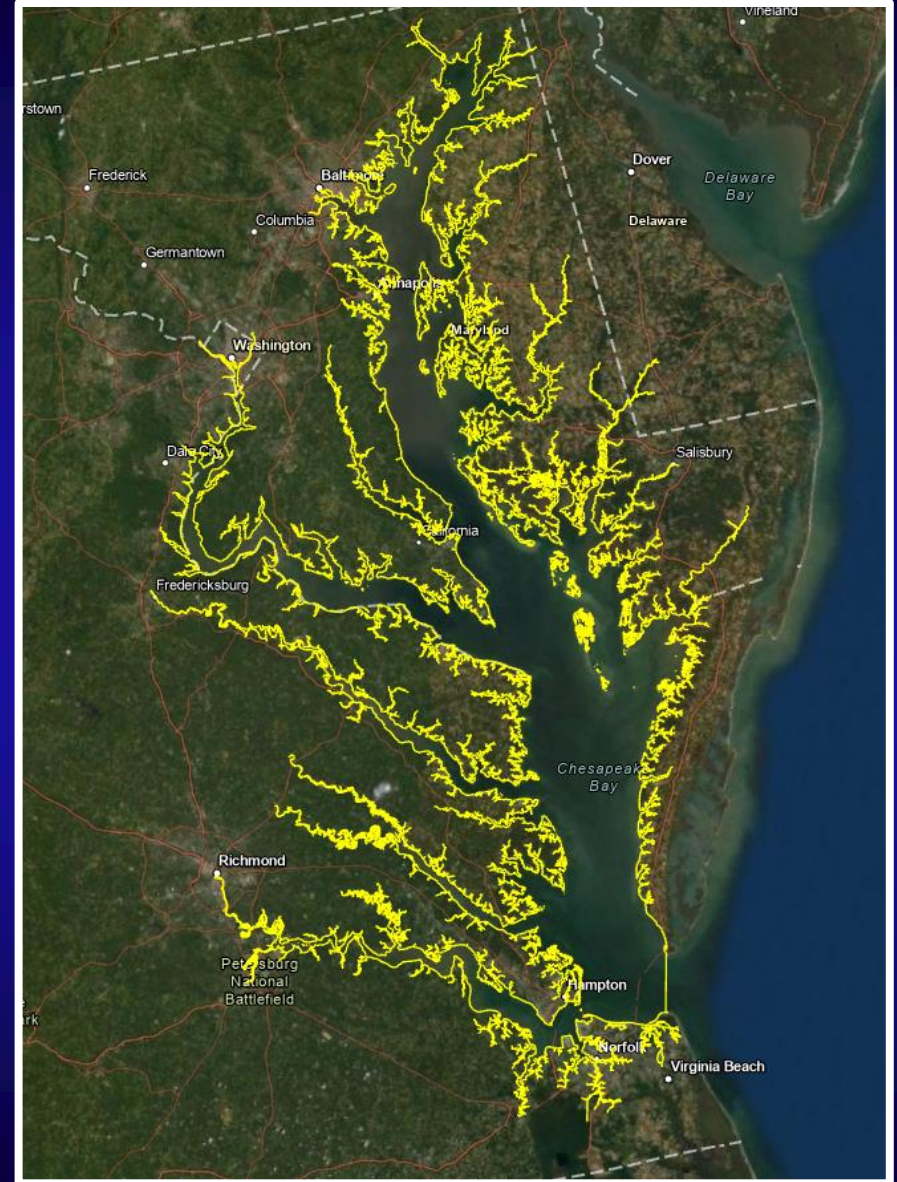 Vineland
rstown
Frederick
Baltimore
Dover
Delaware
Bay
Columbia
Delaware
Germantown
Annapolis
Maryland
Washington
Dale City
Salisbury
California
Fredericksburg
Chesapeake
Bay
Richmond
Petersburg
National
Battlefield
Hampton
ark
Norfolk
Virginia Beach